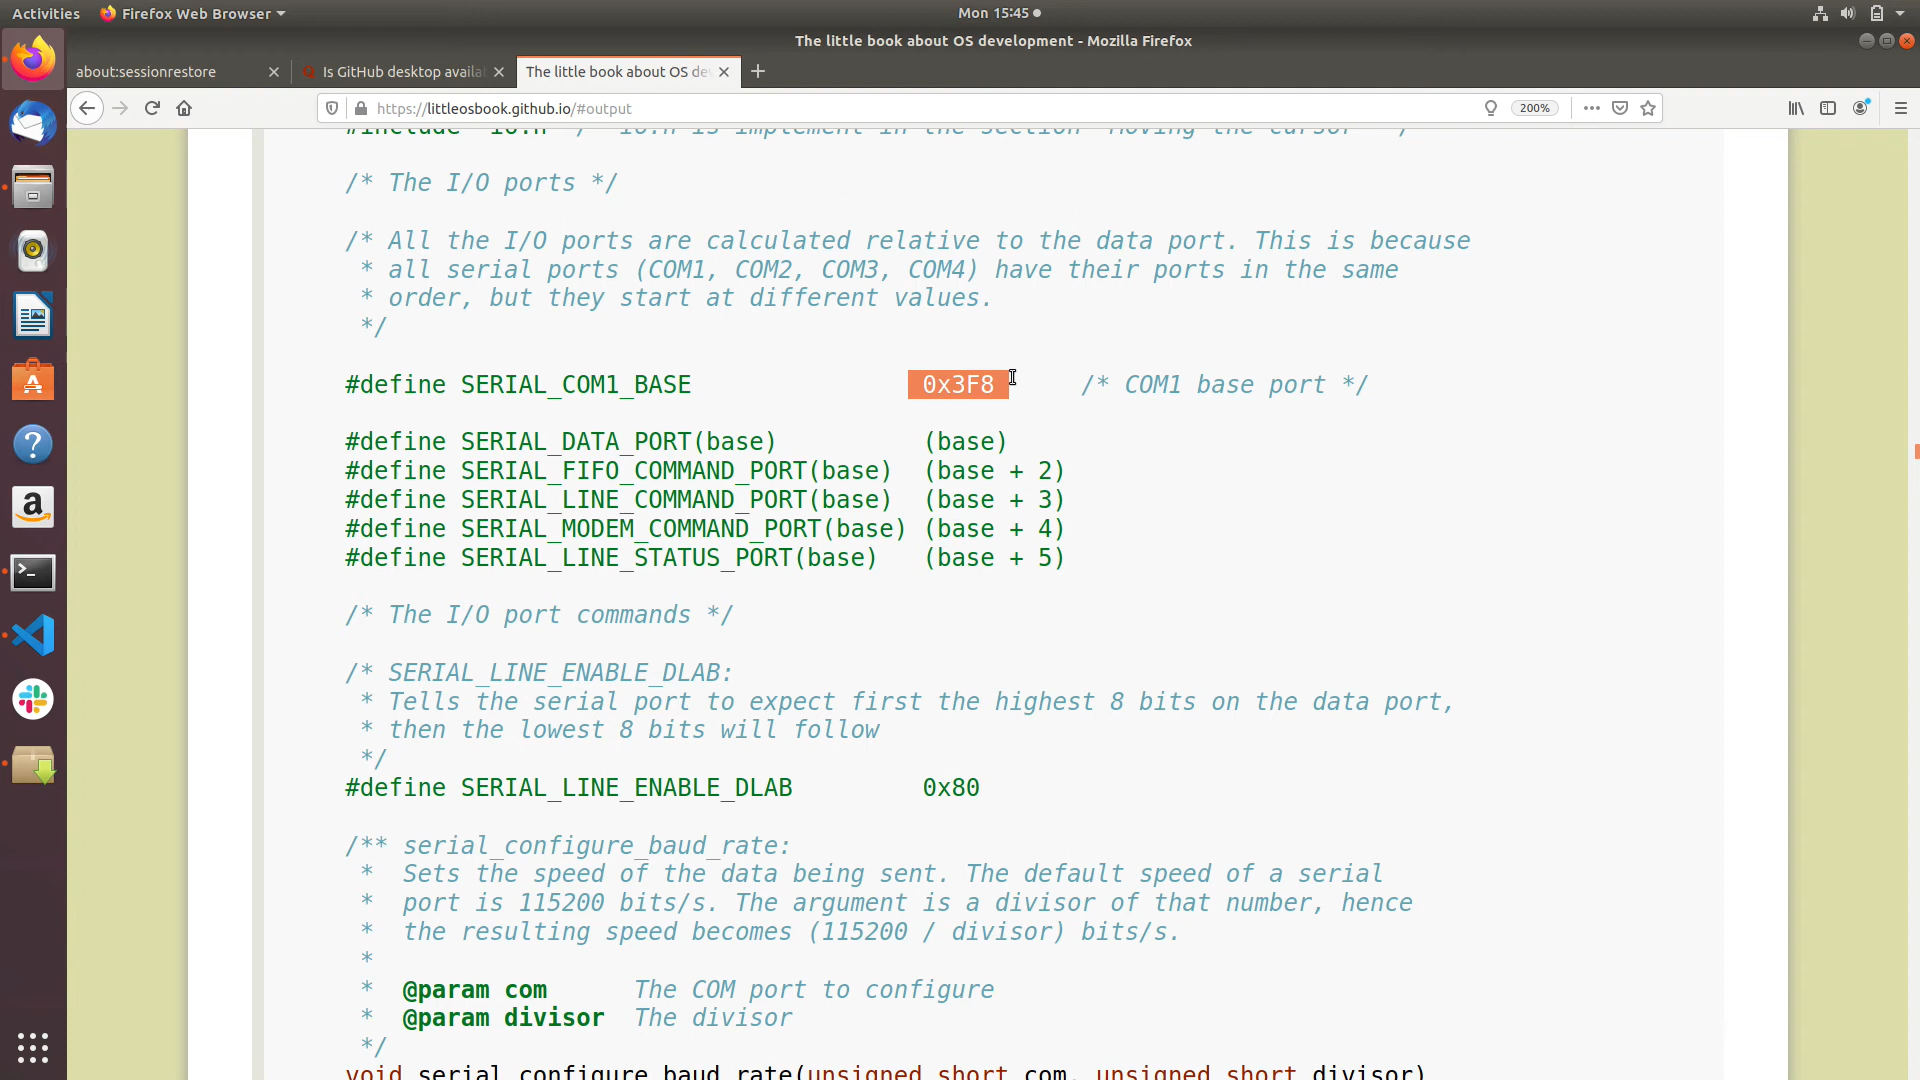 Activities
Firefox Web Browser
Mon 15:45
The little book about OS development - Mozilla Firefox
about:sessionrestore
Is GitHub desktop availa
The little book about OS de
https://littleosbook.github.io/#output
200%
/* The I/O ports */
/* All the I/O ports are calculated relative to the data port. This is because
* all serial ports (COM1, COM2, COM3, COM4) have their ports in the same
* order, but they start at different values.
*/
#define SERIAL_COM1_BASE 0x3F8 /* COM1 base port */
#define SERIAL_DATA_PORT(base) (base)
#define SERIAL_FIFO_COMMAND_PORT(base) (base + 2)
#define SERIAL_LINE_COMMAND_PORT(base) (base + 3)
#define SERIAL_MODEM_COMMAND_PORT(base) (base + 4)
#define SERIAL_LINE_STATUS_PORT(base) (base + 5)
/* The I/O port commands */
/* SERIAL_LINE_ENABLE_DLAB:
* Tells the serial port to expect first the highest 8 bits on the data port,
* then the lowest 8 bits will follow
*/
#define SERIAL_LINE_ENABLE_DLAB 0x80
/** serial_configure_baud_rate:
* Sets the speed of the data being sent. The default speed of a serial
* port is 115200 bits/s. The argument is a divisor of that number, hence
* the resulting speed becomes (115200 / divisor) bits/s.
*
* @param com The COM port to configure
* @param divisor The divisor
*/
void serial_configure_baud_rate(unsigned short com, unsigned short divisor)